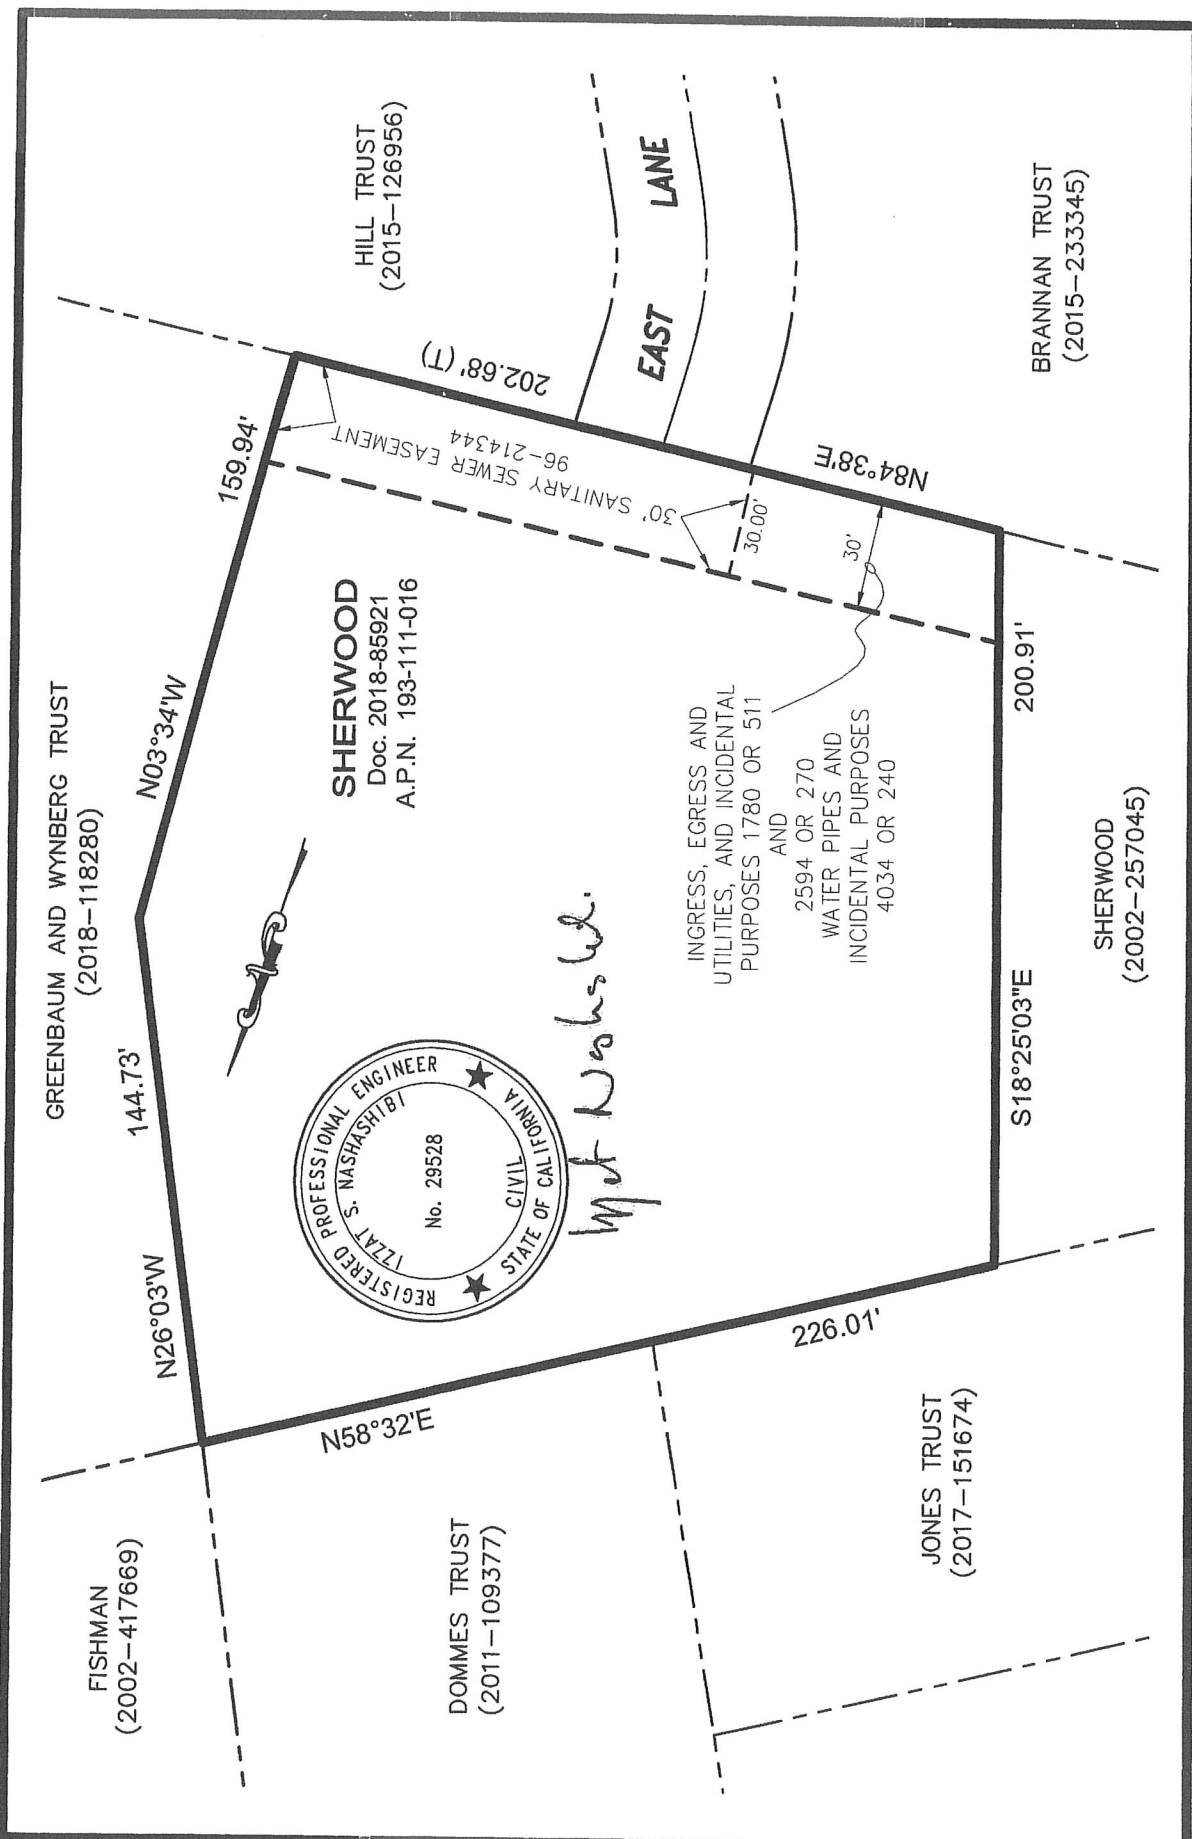 GREENBAUM AND WYNBERG TRUST
(2018-118280)
FISHMAN
(2002-417669)
N26°03'W
144.73'
N03°34'W
159.94'
HILL TRUST
(2015-126956)
202.68' (T)
30' SANITARY SEWER EASEMENT
96-214344
SHERWOOD
Doc. 2018-85921
A.P.N. 193-111-016
REGISTERED PROFESSIONAL ENGINEER
IZZAT S. NASHASHIBI
No. 29528
CIVIL
STATE OF CALIFORNIA
EAST LANE
N58°32'E
DOMMES TRUST
(2011-109377)
INGRESS, EGRESS AND
UTILITIES, AND INCIDENTAL
PURPOSES 1780 OR 511
AND
2594 OR 270
WATER PIPES AND
INCIDENTAL PURPOSES
4034 OR 240
30.00'
30'
N84°38'E
226.01'
S18°25'03"E
200.91'
BRANNAN TRUST
(2015-233345)
JONES TRUST
(2017-151674)
SHERWOOD
(2002-257045)